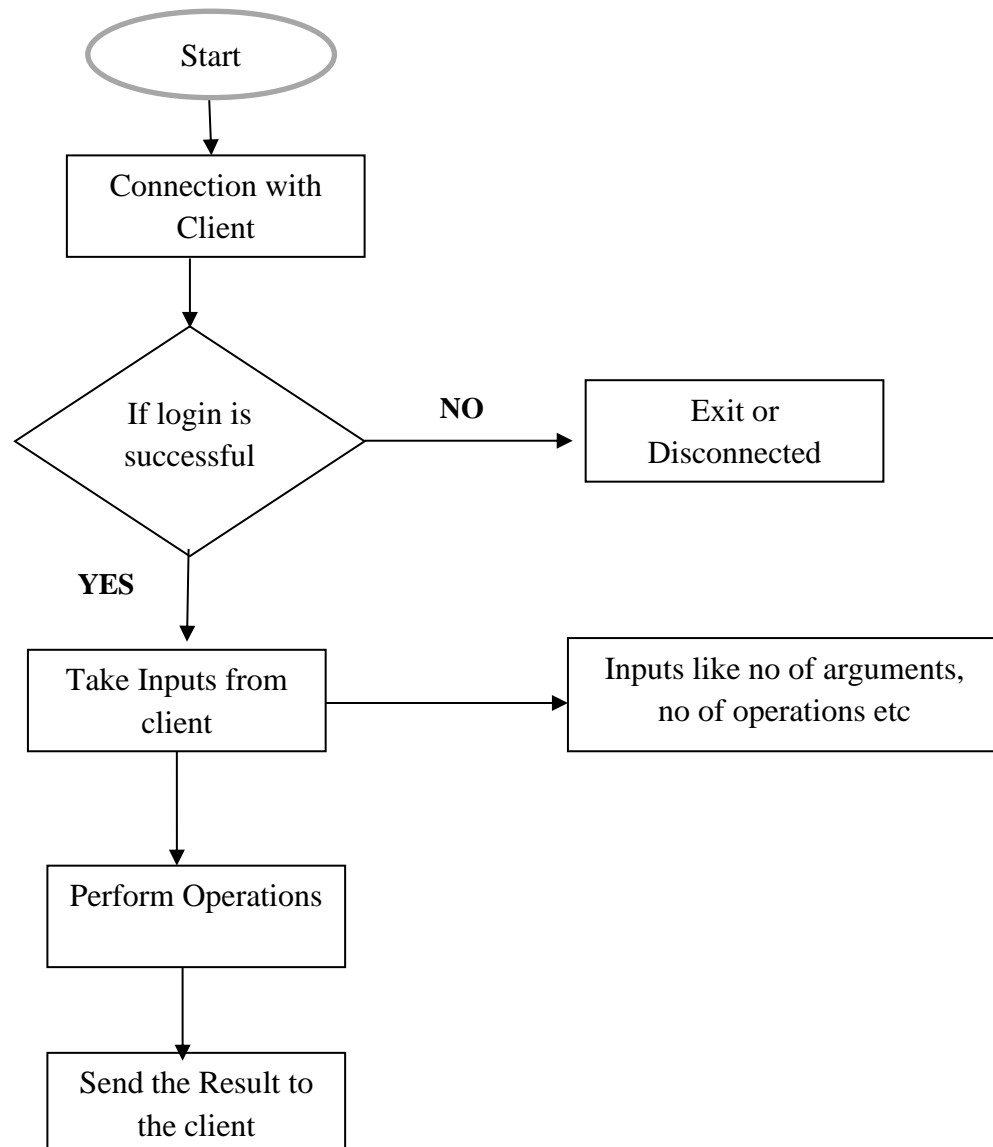 Start
Connection with
Client
If login is
successful
NO
Exit or
Disconnected
YES
Take Inputs from
client
Inputs like no of arguments,
no of operations etc
Perform Operations
Send the Result to
the client